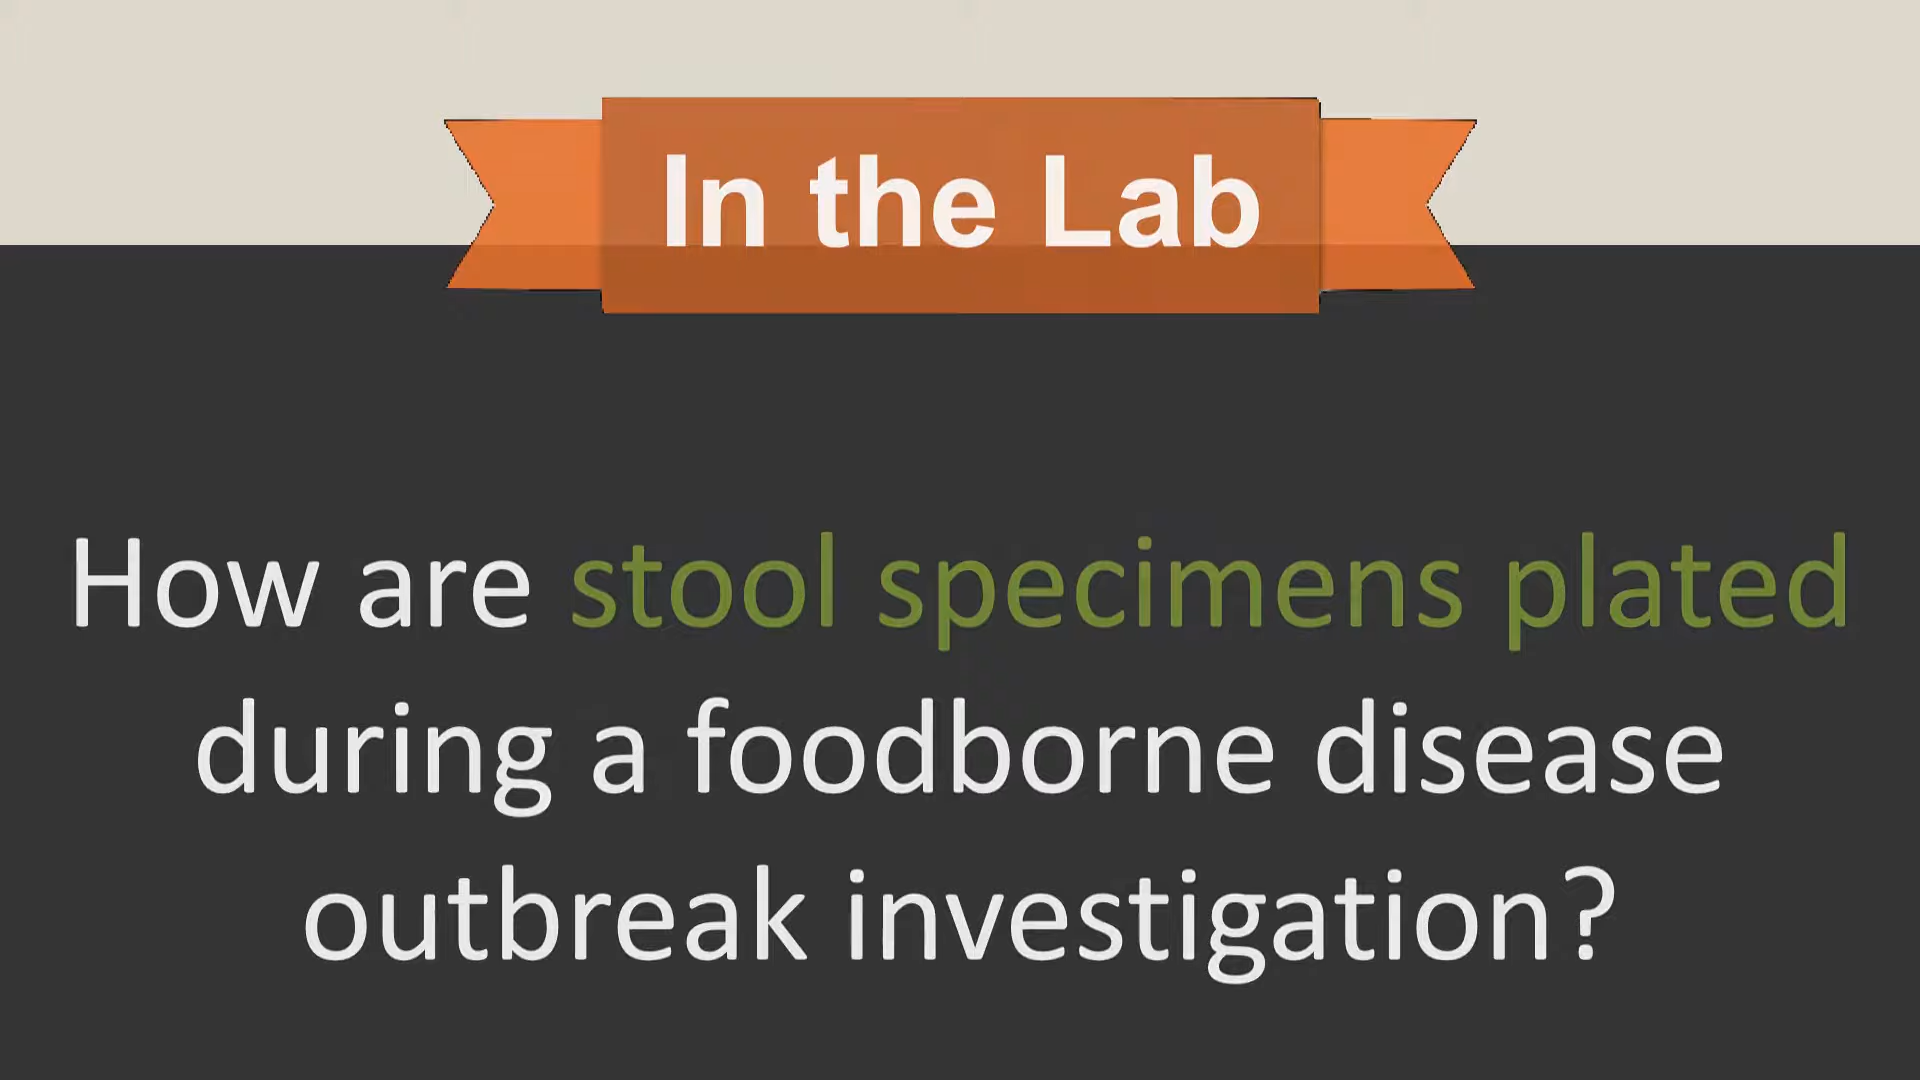 In the Lab
How are stool specimens plated
during a foodborne disease
outbreak investigation?